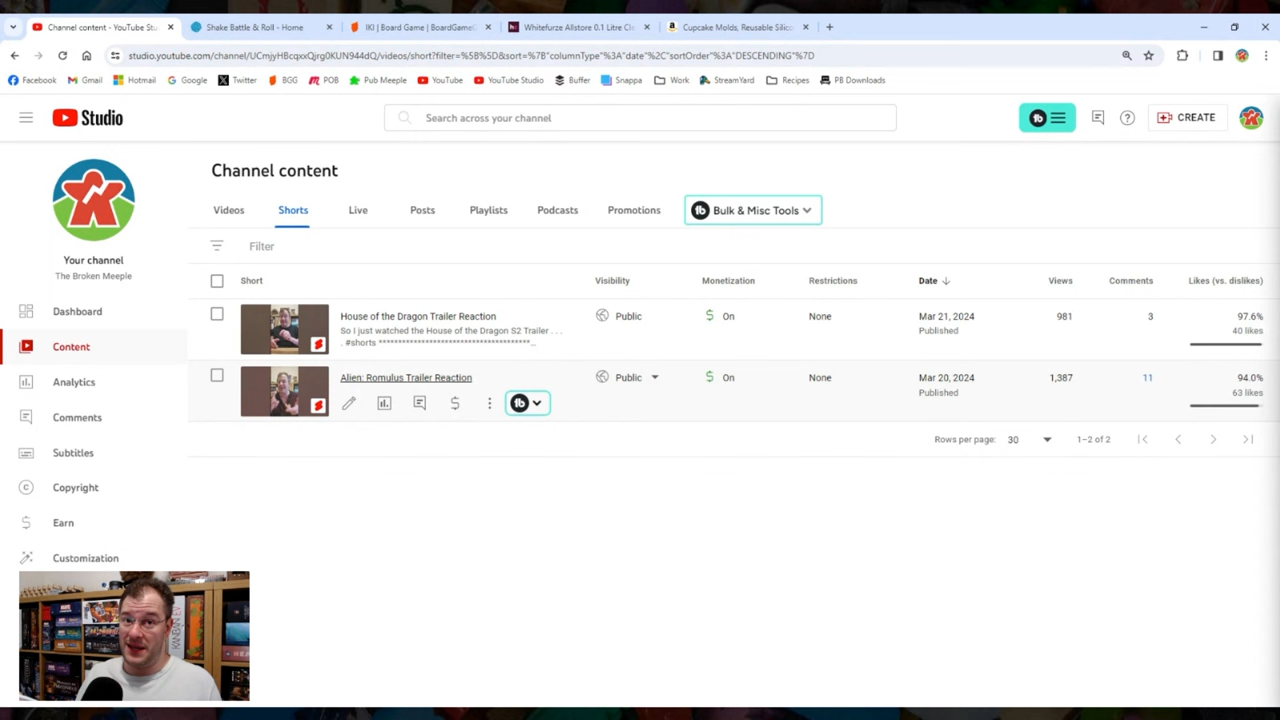 Channel content - YouTube Stu
Shake Battle & Roll - Home
IKI | Board Game | BoardGameG
Whitefurze Allstore 0.1 Litre Cle
Cupcake Molds, Reusable Silico
studio.youtube.com/channel/UCmjyHBcqxxQjrg0KUN944dQ/videos/short?filter=%5B%5D&sort=%7B"columnType"%3A"date"%2C"sortOrder"%3A"DESCENDING"%7D
Facebook
Gmail
Hotmail
Google
Twitter
BGG
POB
Pub Meeple
YouTube
YouTube Studio
Buffer
Snappa
Work
StreamYard
Recipes
PB Downloads
Studio
Search across your channel
CREATE
Your channel
The Broken Meeple
Dashboard
Content
Analytics
Comments
Subtitles
Copyright
Earn
Customization
Channel content
Videos
Shorts
Live
Posts
Playlists
Podcasts
Promotions
Bulk & Misc Tools
Filter
Short
Visibility
Monetization
Restrictions
Date
Views
Comments
Likes (vs. dislikes)
House of the Dragon Trailer Reaction
So I just watched the House of the Dragon S2 Trailer . . .
. #shorts **************************************...
Public
On
None
Mar 21, 2024
Published
981
3
97.6%
40 likes
Alien: Romulus Trailer Reaction
Public
On
None
Mar 20, 2024
Published
1,387
11
94.0%
63 likes
Rows per page:
30
1–2 of 2
KANBAN EV